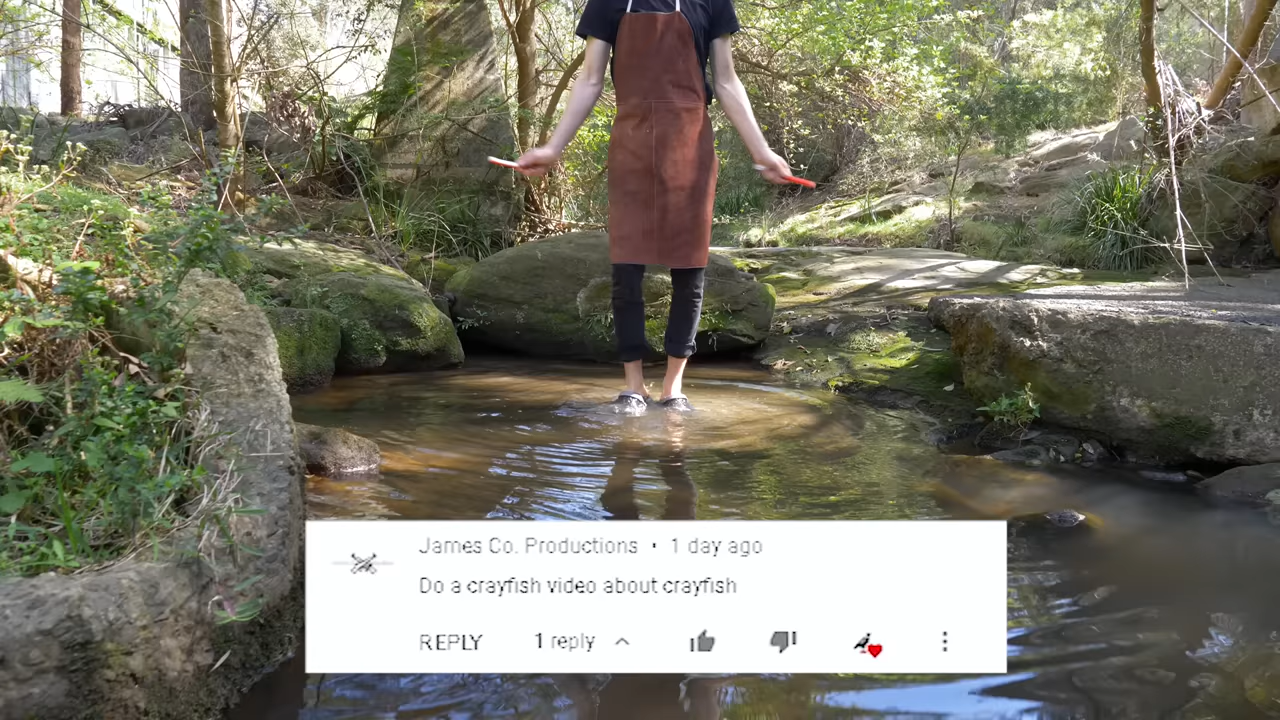 James Co. Productions • 1 day ago
Do a crayfish video about crayfish
REPLY 1 reply